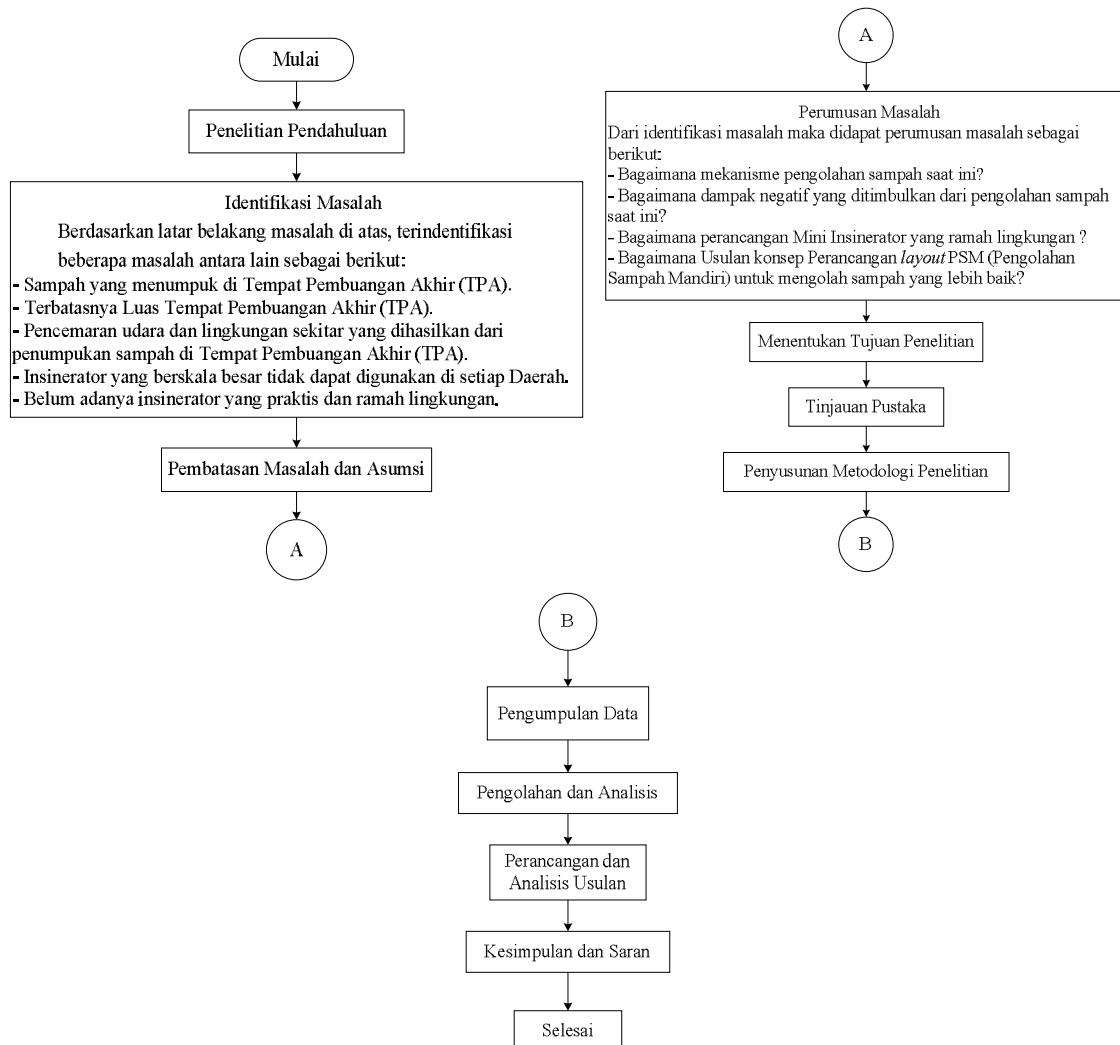 Mulai
Penelitian Pendahuluan
Identifikasi Masalah
Berdasarkan latar belakang masalah di atas, terindentifikasi
beberapa masalah antara lain sebagai berikut:
- Sampah yang menumpuk di Tempat Pembuangan Akhir (TPA).
- Terbatasnya Luas Tempat Pembuangan Akhir (TPA).
- Pencemaran udara dan lingkungan sekitar yang dihasilkan dari
penumpukan sampah di Tempat Pembuangan Akhir (TPA).
- Insinerator yang berskala besar tidak dapat digunakan di setiap Daerah.
- Belum adanya insinerator yang praktis dan ramah lingkungan.
Pembatasan Masalah dan Asumsi
A
A
Perumusan Masalah
Dari identifikasi masalah maka didapat perumusan masalah sebagai
berikut:
- Bagaimana mekanisme pengolahan sampah saat ini?
- Bagaimana dampak negatif yang ditimbulkan dari pengolahan sampah
saat ini?
- Bagaimana perancangan Mini Insinerator yang ramah lingkungan ?
- Bagaimana Usulan konsep Perancangan layout PSM (Pengolahan
Sampah Mandiri) untuk mengolah sampah yang lebih baik?
Menentukan Tujuan Penelitian
Tinjauan Pustaka
Penyusunan Metodologi Penelitian
B
B
Pengumpulan Data
Pengolahan dan Analisis
Perancangan dan
Analisis Usulan
Kesimpulan dan Saran
Selesai